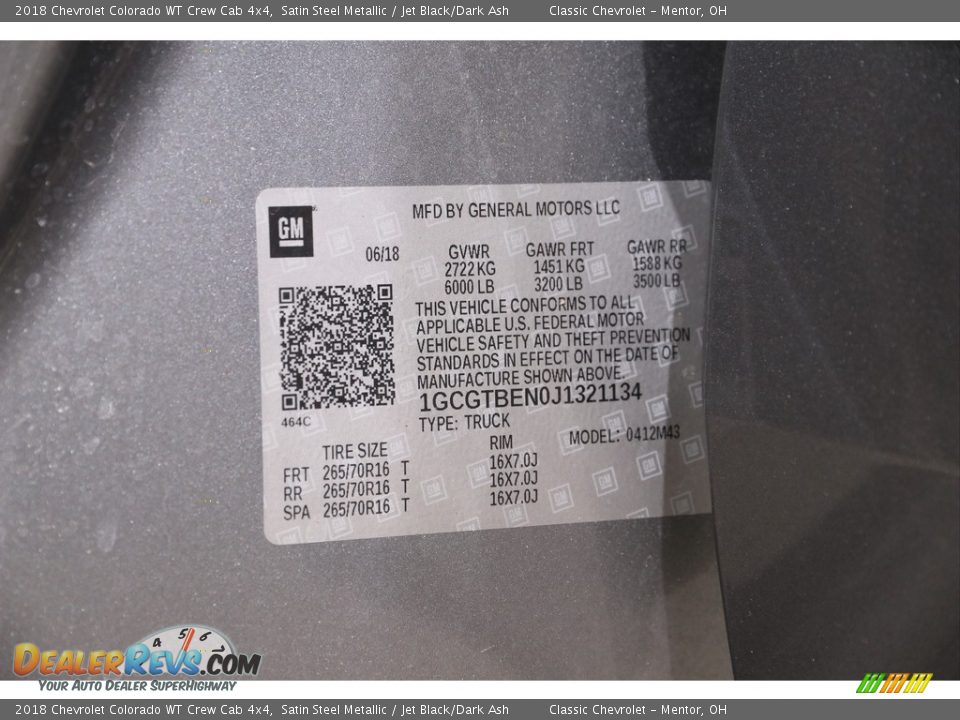 2018 Chevrolet Colorado WT Crew Cab 4x4, Satin Steel Metallic / Jet Black/Dark Ash Classic Chevrolet – Mentor, OH
GM
MFD BY GENERAL MOTORS LLC
06/18 GVWR GAWR FRT GAWR RR
2722 KG 1451 KG 1588 KG
6000 LB 3200 LB 3500 LB
THIS VEHICLE CONFORMS TO ALL
APPLICABLE U.S. FEDERAL MOTOR
VEHICLE SAFETY AND THEFT PREVENTION
STANDARDS IN EFFECT ON THE DATE OF
MANUFACTURE SHOWN ABOVE.
1GCGTBEN0J1321134
464C
TYPE: TRUCK
MODEL: 0412M43
TIRE SIZE RIM
FRT 265/70R16 T 16X7.0J
RR 265/70R16 T 16X7.0J
SPA 265/70R16 T 16X7.0J
4 5 6
DEALERREVS.COM
YOUR AUTO DEALER SUPERHIGHWAY
2018 Chevrolet Colorado WT Crew Cab 4x4, Satin Steel Metallic / Jet Black/Dark Ash Classic Chevrolet – Mentor, OH